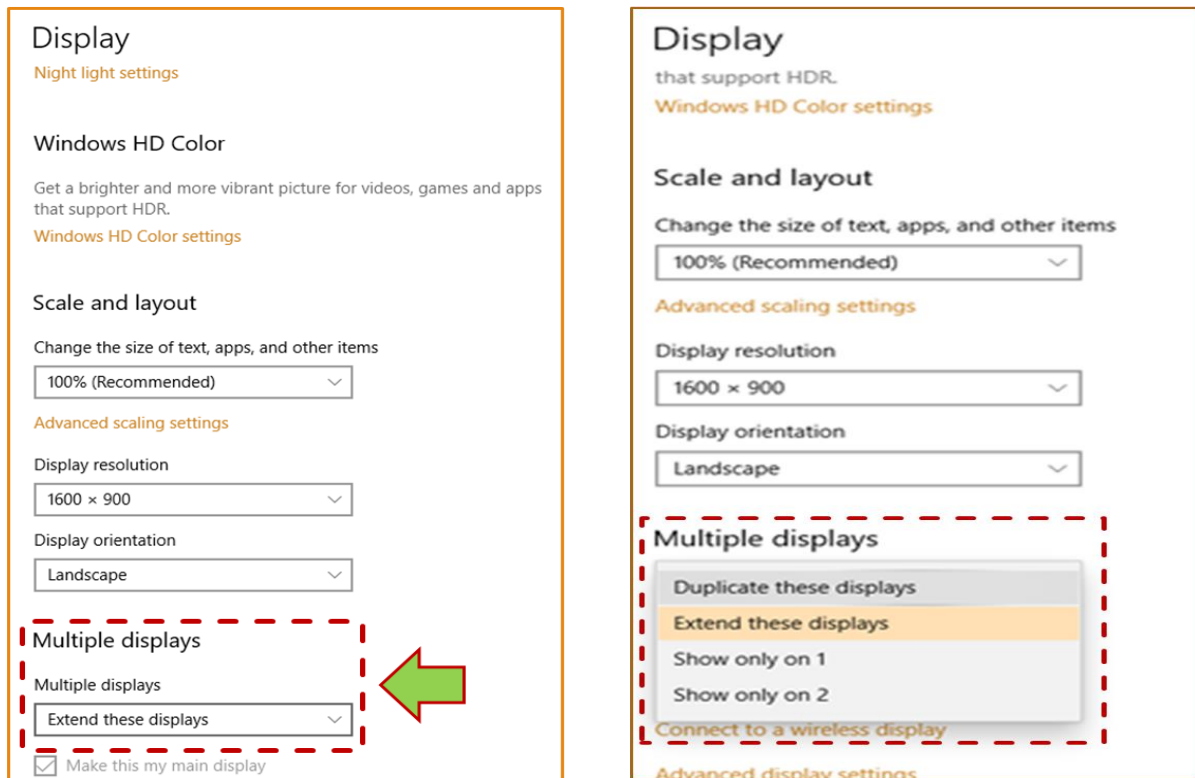 Display
Night light settings
Windows HD Color
Get a brighter and more vibrant picture for videos, games and apps
that support HDR.
Windows HD Color settings
Scale and layout
Change the size of text, apps, and other items
100% (Recommended)
Advanced scaling settings
Display resolution
1600 × 900
Display orientation
Landscape
Multiple displays
Multiple displays
Extend these displays
Make this my main display
Display
that support HDR.
Windows HD Color settings
Scale and layout
Change the size of text, apps, and other items
100% (Recommended)
Advanced scaling settings
Display resolution
1600 × 900
Display orientation
Landscape
Multiple displays
Duplicate these displays
Extend these displays
Show only on 1
Show only on 2
Connect to a wireless display
Advanced display settings